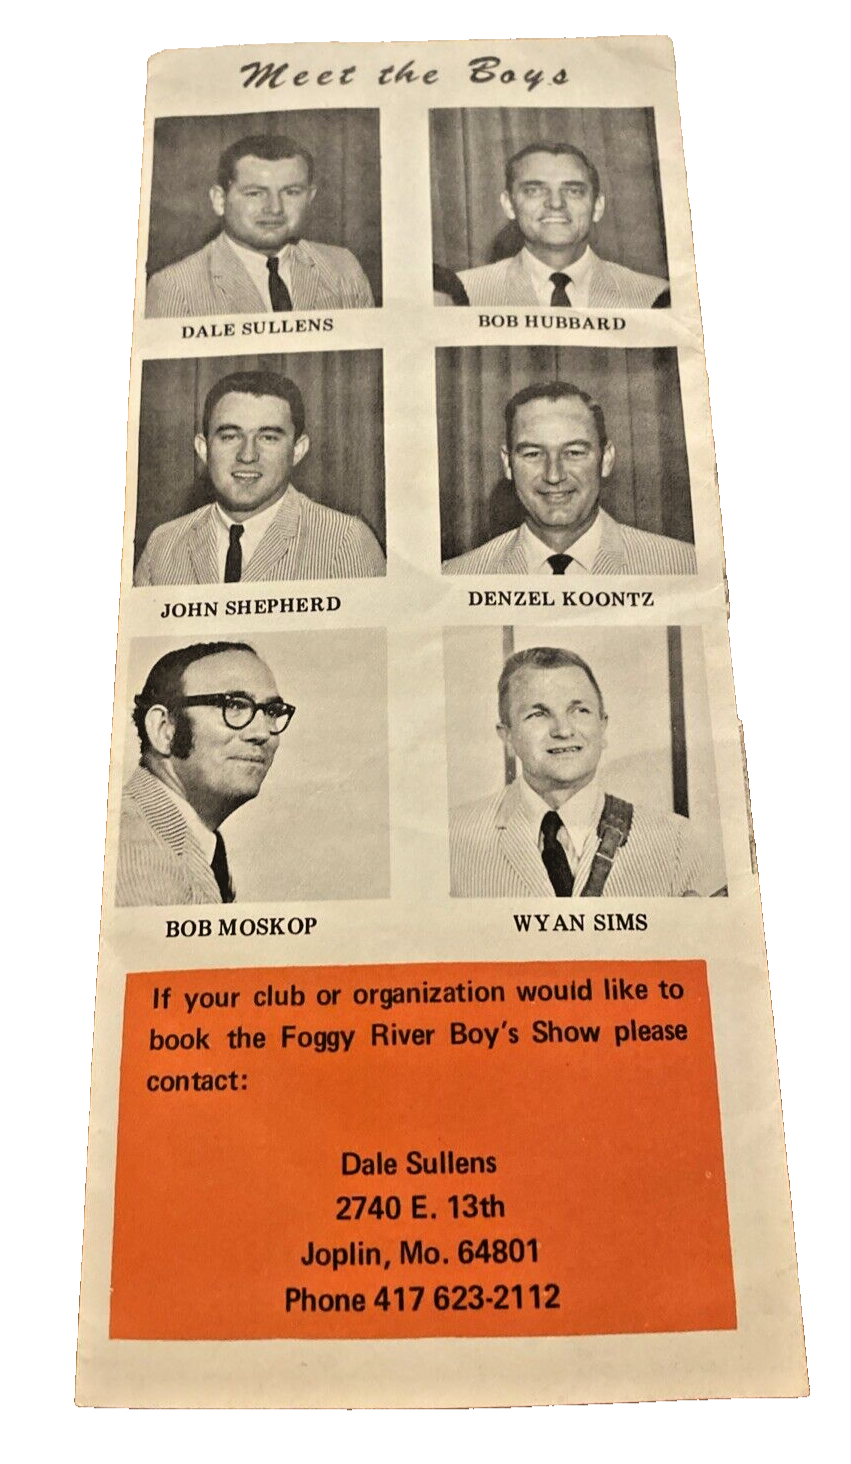 Meet the Boys
DALE SULLENS
BOB HUBBARD
JOHN SHEPHERD
DENZEL KOONTZ
BOB MOSKOP
WYAN SIMS
If your club or organization would like to
book the Foggy River Boy's Show please
contact:
Dale Sullens
2740 E. 13th
Joplin, Mo. 64801
Phone 417 623-2112